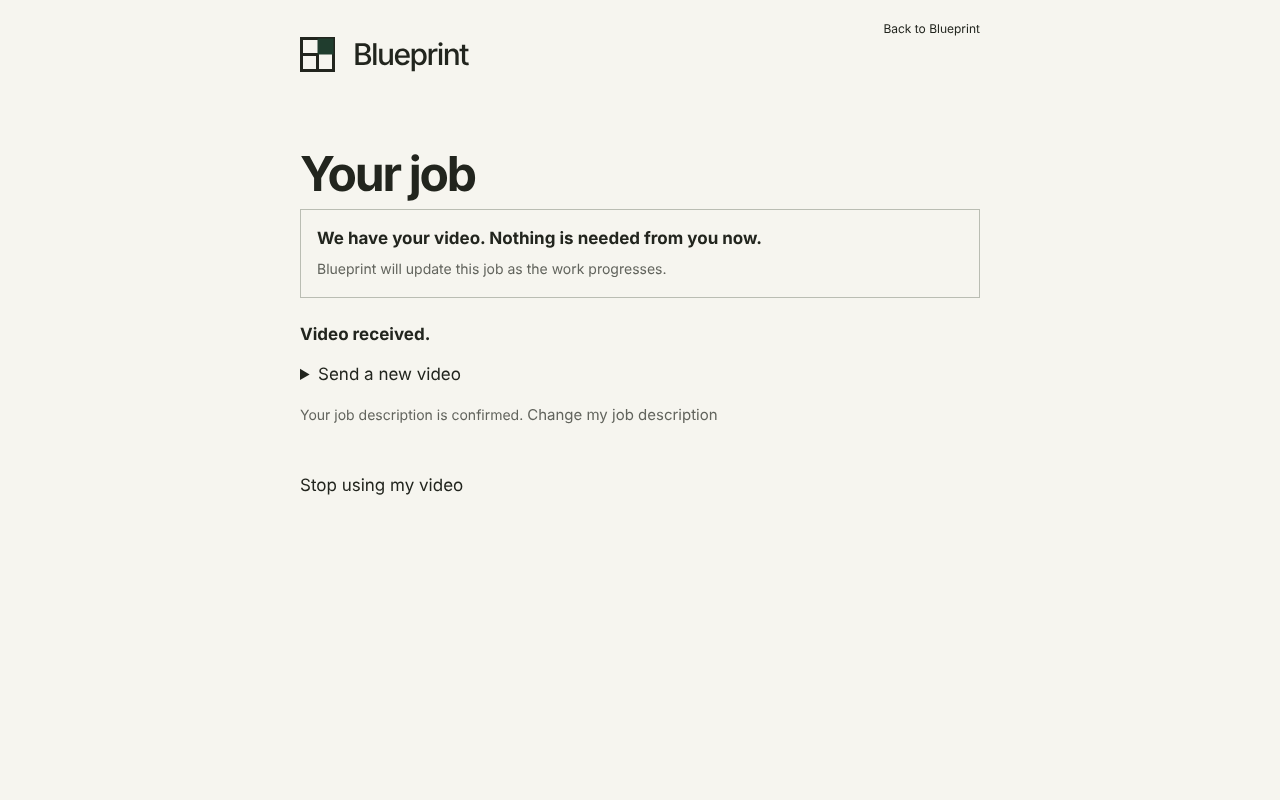 Back to Blueprint
Blueprint
Your job
We have your video. Nothing is needed from you now.
Blueprint will update this job as the work progresses.
Video received.
Send a new video
Your job description is confirmed. Change my job description
Stop using my video